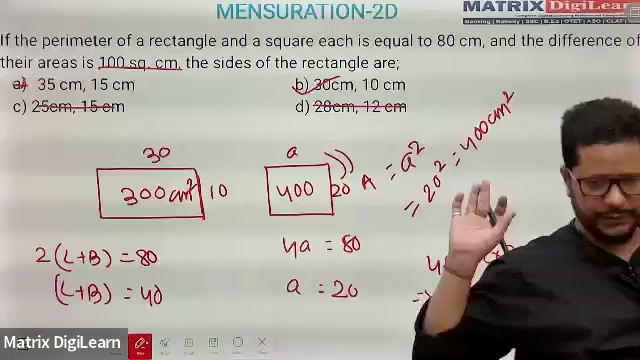 MENSURATION-2D
MATRIX DigiLearn
If the perimeter of a rectangle and a square each is equal to 80 cm, and the difference of
their areas is 100 sq. cm, the sides of the rectangle are;
a) 35 cm, 15 cm
b) 30cm, 10 cm
c) 25cm, 15 cm
d) 28cm, 12 cm
30
300cm²
10
a
400
20
A = a²
= 20² = 400cm²
2(L+B) = 80
(L+B) = 40
4a = 80
a = 20
Matrix DigiLearn